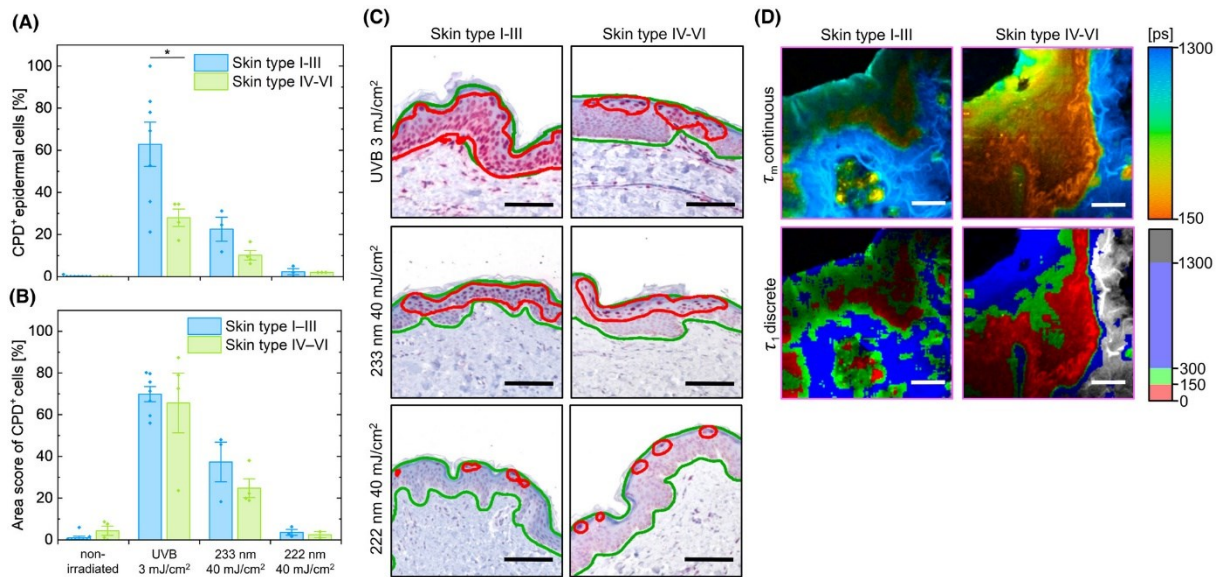 (A)
CPD⁺ epidermal cells [%]
100
80
60
40
20
0
*
Skin type I-III
Skin type IV-VI
(B)
Area score of CPD⁺ cells [%]
100
80
60
40
20
0
Skin type I–III
Skin type IV–VI
non-irradiated
UVB 3 mJ/cm²
233 nm 40 mJ/cm²
222 nm 40 mJ/cm²
(C)
Skin type I-III
Skin type IV-VI
UVB 3 mJ/cm²
233 nm 40 mJ/cm²
222 nm 40 mJ/cm²
(D)
Skin type I-III
Skin type IV-VI
[ps]
τm continuous
1300
150
τ1 discrete
1300
300
150
0